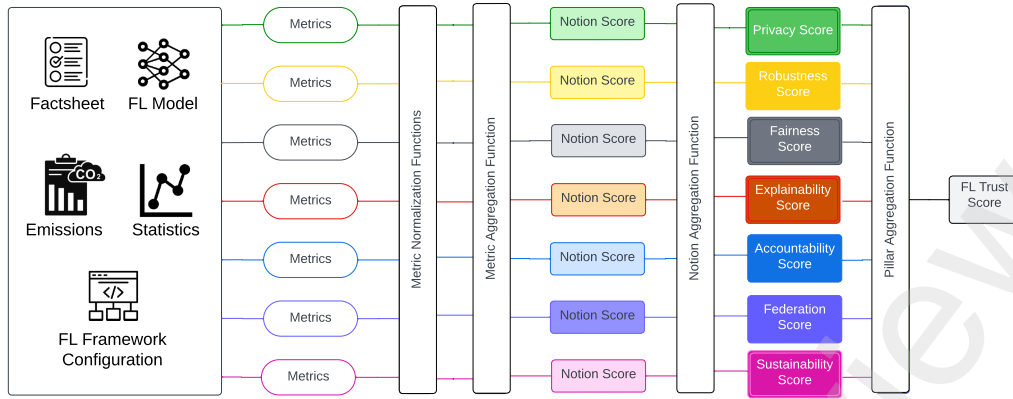 Factsheet
FL Model
CO2
Emissions
Statistics
</>
FL Framework
Configuration
Metrics
Metrics
Metrics
Metrics
Metrics
Metrics
Metrics
Metric Normalization Functions
Metric Aggregation Function
Notion Score
Notion Score
Notion Score
Notion Score
Notion Score
Notion Score
Notion Score
Notion Aggregation Function
Privacy Score
Robustness
Score
Fairness
Score
Explainability
Score
Accountability
Score
Federation
Score
Sustainability
Score
Pillar Aggregation Function
FL Trust
Score
iew